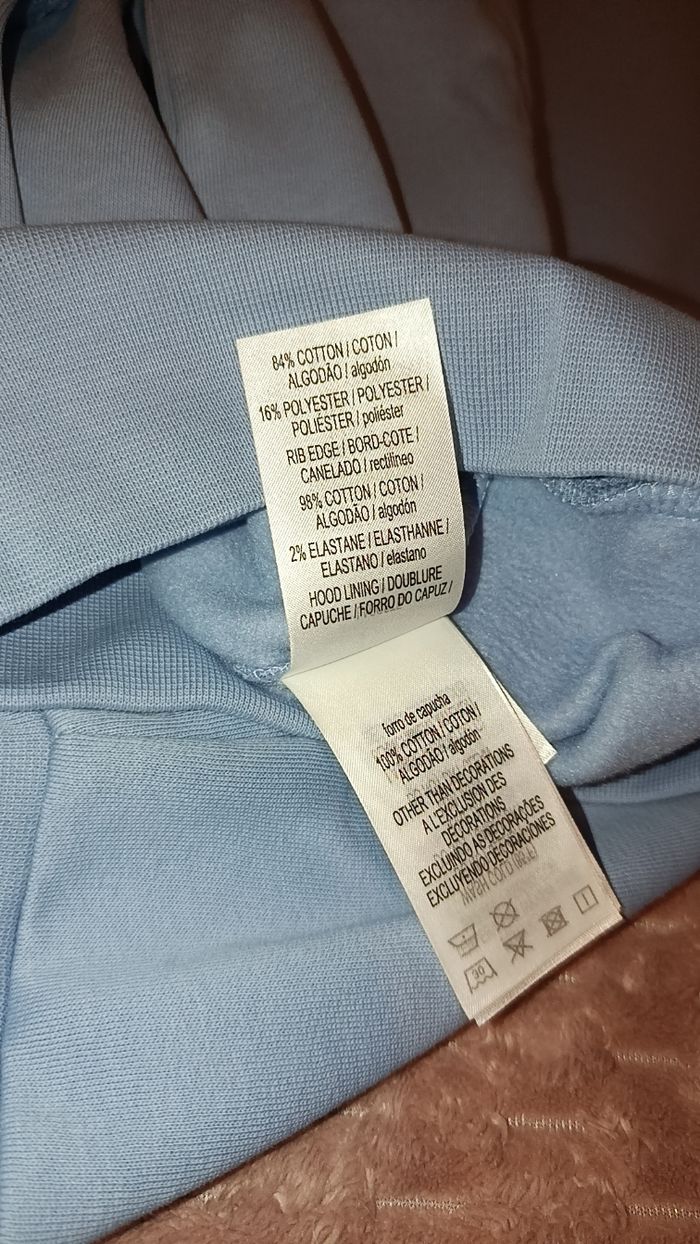 84% COTTON / COTON /
ALGODÃO / algodón
16% POLYESTER / POLYESTER /
POLIÉSTER / poliéster
RIB EDGE / BORD-COTE /
CANELADO / rectilíneo
98% COTTON / COTON /
ALGODÃO / algodón
2% ELASTANE / ELASTHANNE /
ELASTANO / elastano
HOOD LINING / DOUBLURE
CAPUCHE / FORRO DO CAPUZ /
forro de capucha
100% COTTON / COTON /
ALGODÃO / algodón
OTHER THAN DECORATIONS
A L'EXCLUSION DES
DECORATIONS
EXCLUINDO AS DECORAÇÕES
EXCLUYENDO DECORACIONES